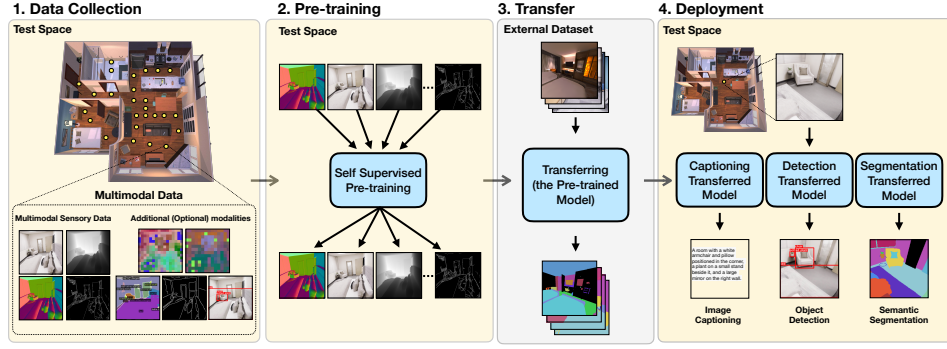 1. Data Collection
Test Space
Multimodal Data
Multimodal Sensory Data
Additional (Optional) modalities
2. Pre-training
Test Space
...
Self Supervised
Pre-training
...
3. Transfer
External Dataset
Transferring
(the Pre-trained
Model)
4. Deployment
Test Space
Captioning
Transferred
Model
Detection
Transferred
Model
Segmentation
Transferred
Model
A room with a white
armchair and pillow
positioned in the corner,
a plant on a small stand
beside it, and a large
mirror on the right wall.
Image
Captioning
Object
Detection
Semantic
Segmentation